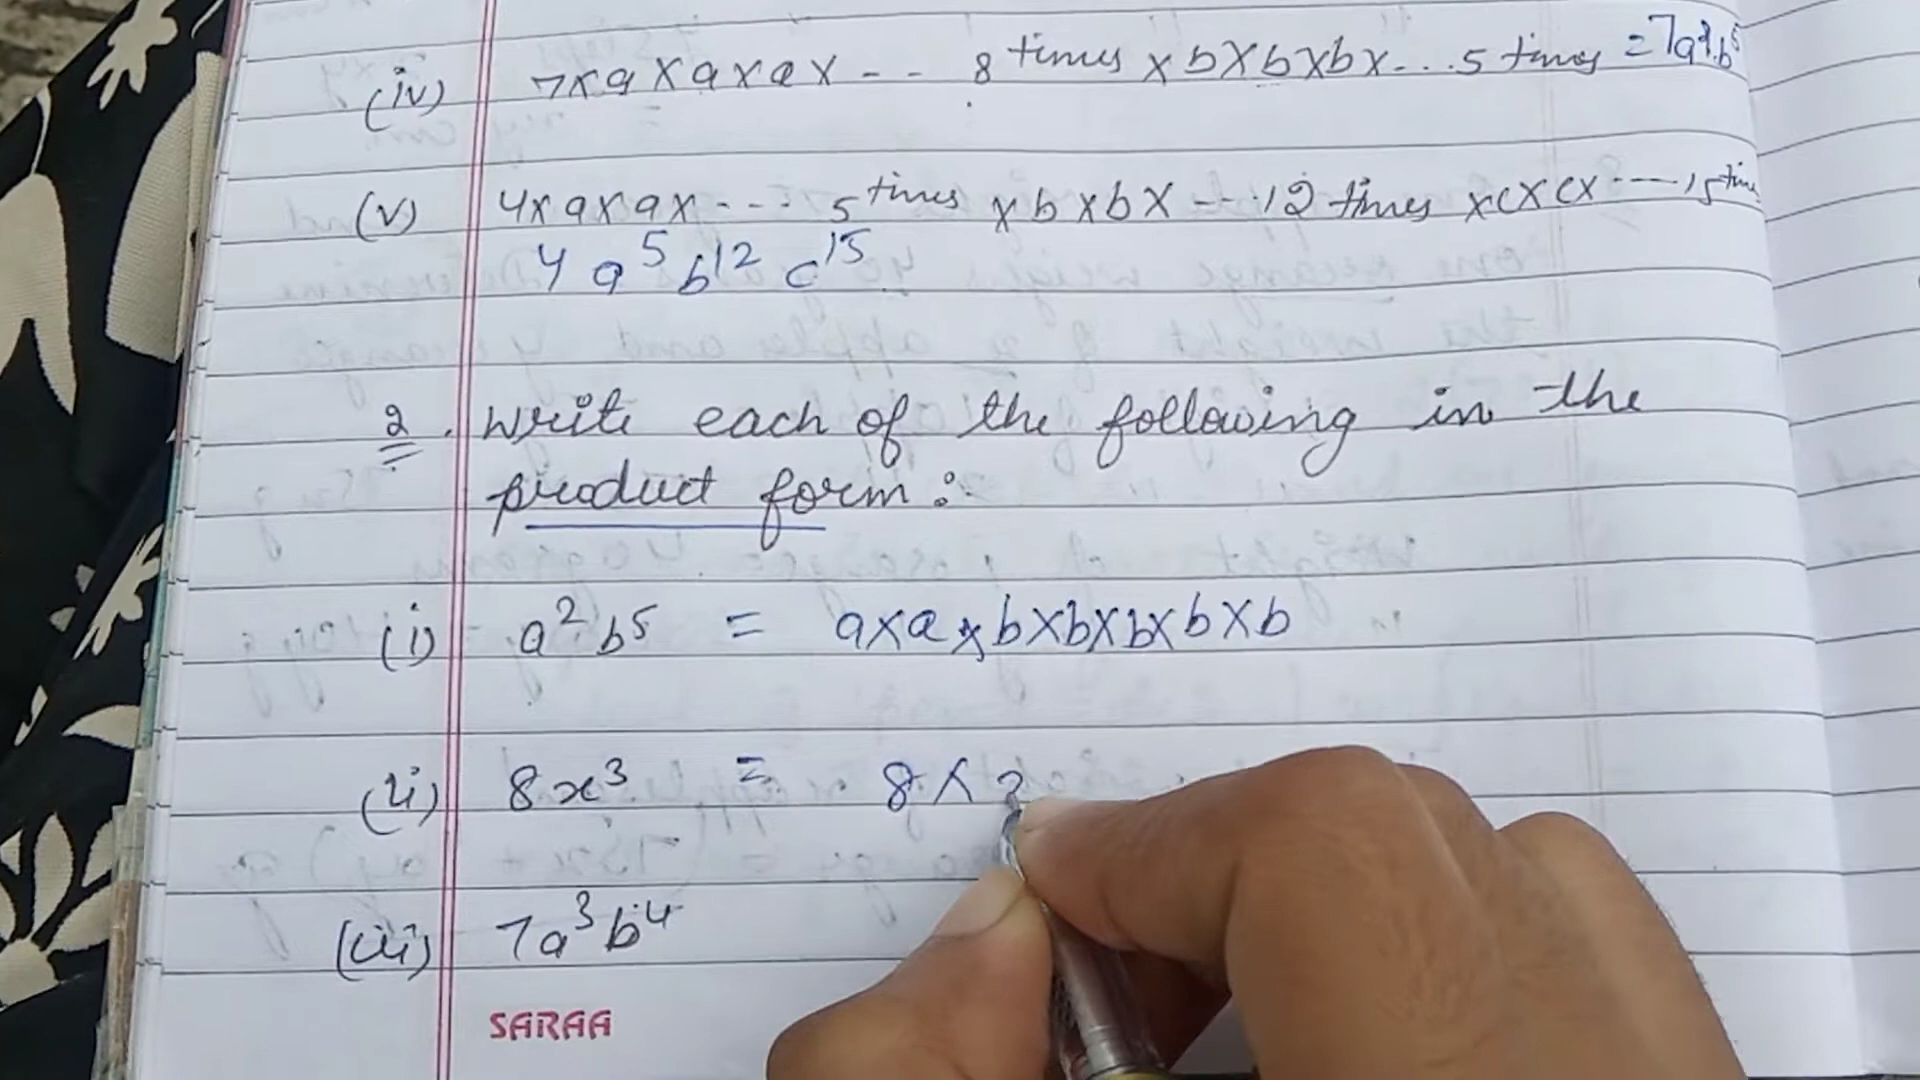 (iv) 7×a×a×a×-- 8 times ×b×b×b×...5 times =7a⁸b⁵
(v) 4×a×a×---- 5 times ×b×b×--- 12 times ×c×c×----15 time
4 a⁵ b¹² c¹⁵
2. Write each of the following in the
product form:-
(i) a²b⁵ = a×a×b×b×b×b×b
(ii) 8x³ = 8×
(iii) 7a³b⁴
SARAA